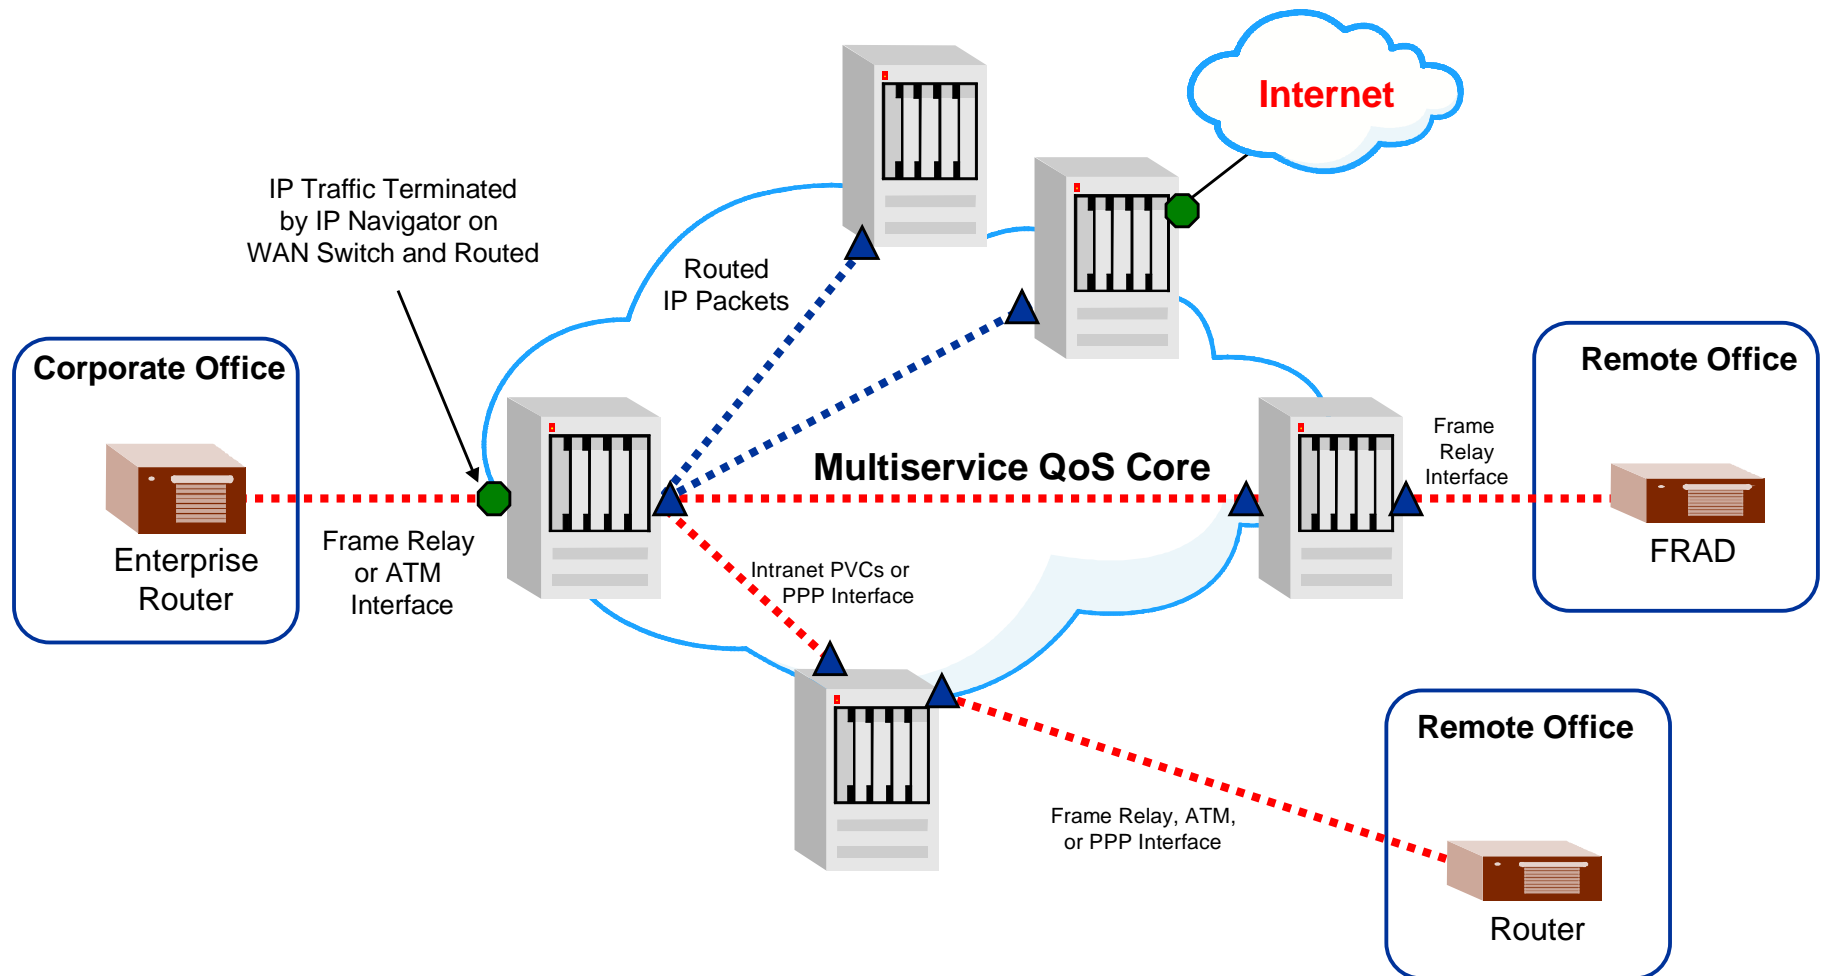 Internet
IP Traffic Terminated
by IP Navigator on
WAN Switch and Routed
Routed
IP Packets
Corporate Office
Enterprise
Router
Frame Relay
or ATM
Interface
Multiservice QoS Core
Intranet PVCs or
PPP Interface
Frame
Relay
Interface
Remote Office
FRAD
Frame Relay, ATM,
or PPP Interface
Remote Office
Router